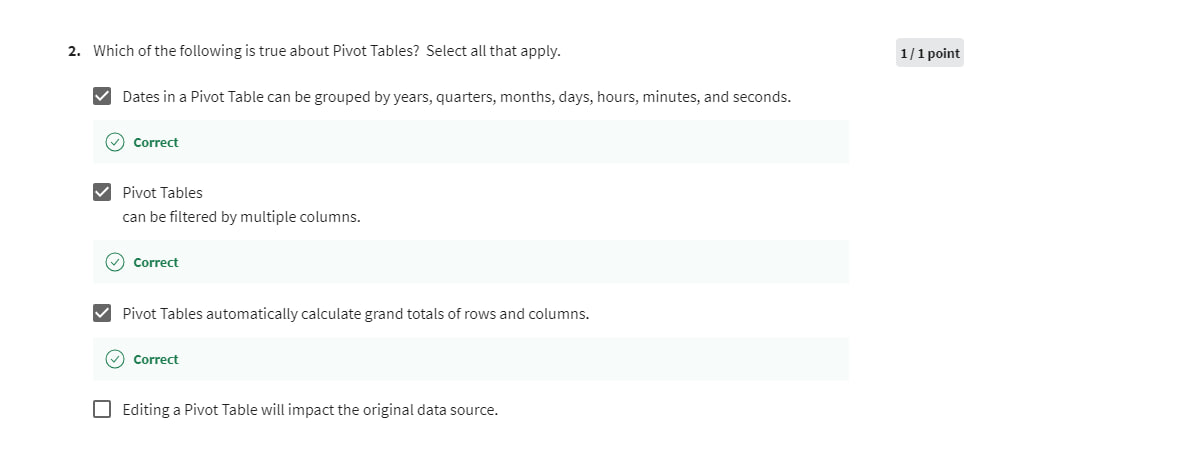 2. Which of the following is true about Pivot Tables? Select all that apply.
1 / 1 point
Dates in a Pivot Table can be grouped by years, quarters, months, days, hours, minutes, and seconds.
Correct
Pivot Tables
can be filtered by multiple columns.
Correct
Pivot Tables automatically calculate grand totals of rows and columns.
Correct
Editing a Pivot Table will impact the original data source.